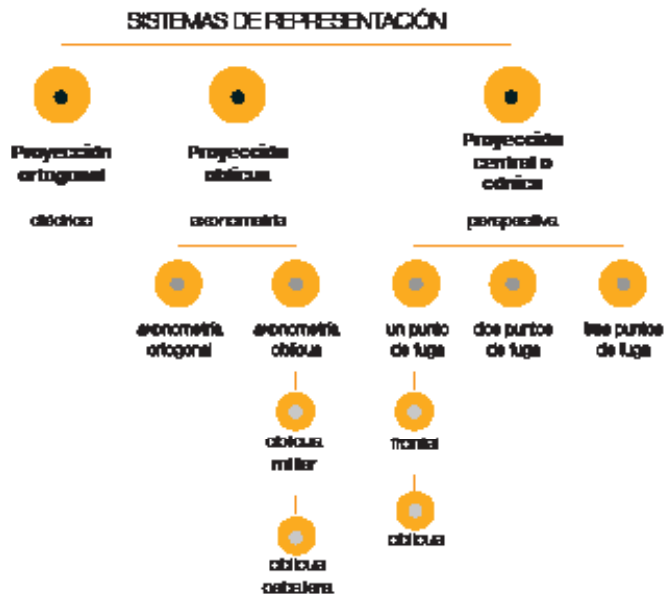 SISTEMAS DE REPRESENTACIÓN
Proyección
ortogonal
diédrico
Proyección
oblicua
axonometría
Proyección
central o
cónica
perspectiva
axonometría
ortogonal
axonometría
oblicua
un punto
de fuga
dos puntos
de fuga
tres puntos
de fuga
oblicua
militar
frontal
oblicua
caballera
oblicua